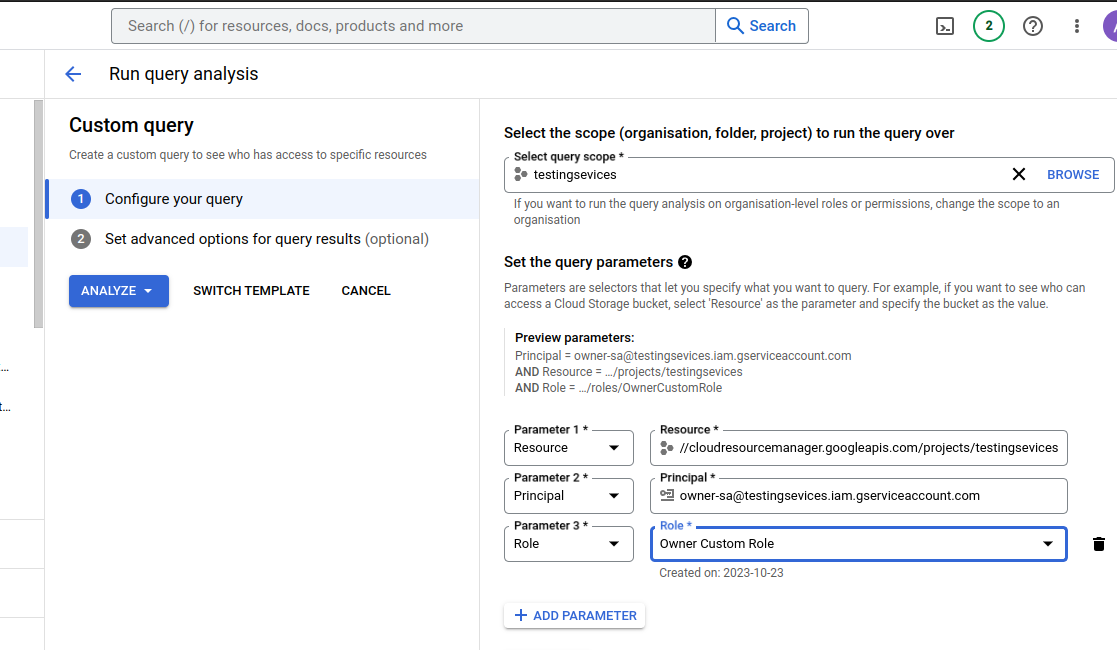 Search (/) for resources, docs, products and more
Search
2
Run query analysis
Custom query
Create a custom query to see who has access to specific resources
1 Configure your query
2 Set advanced options for query results (optional)
ANALYZE
SWITCH TEMPLATE
CANCEL
Select the scope (organisation, folder, project) to run the query over
Select query scope *
testingsevices
BROWSE
If you want to run the query analysis on organisation-level roles or permissions, change the scope to an
organisation
Set the query parameters
Parameters are selectors that let you specify what you want to query. For example, if you want to see who can
access a Cloud Storage bucket, select 'Resource' as the parameter and specify the bucket as the value.
Preview parameters:
Principal = owner-sa@testingsevices.iam.gserviceaccount.com
AND Resource = .../projects/testingsevices
AND Role = .../roles/OwnerCustomRole
Parameter 1 *
Resource
Resource *
//cloudresourcemanager.googleapis.com/projects/testingsevices
Parameter 2 *
Principal
Principal *
owner-sa@testingsevices.iam.gserviceaccount.com
Parameter 3 *
Role
Role *
Owner Custom Role
Created on: 2023-10-23
ADD PARAMETER
...
t...